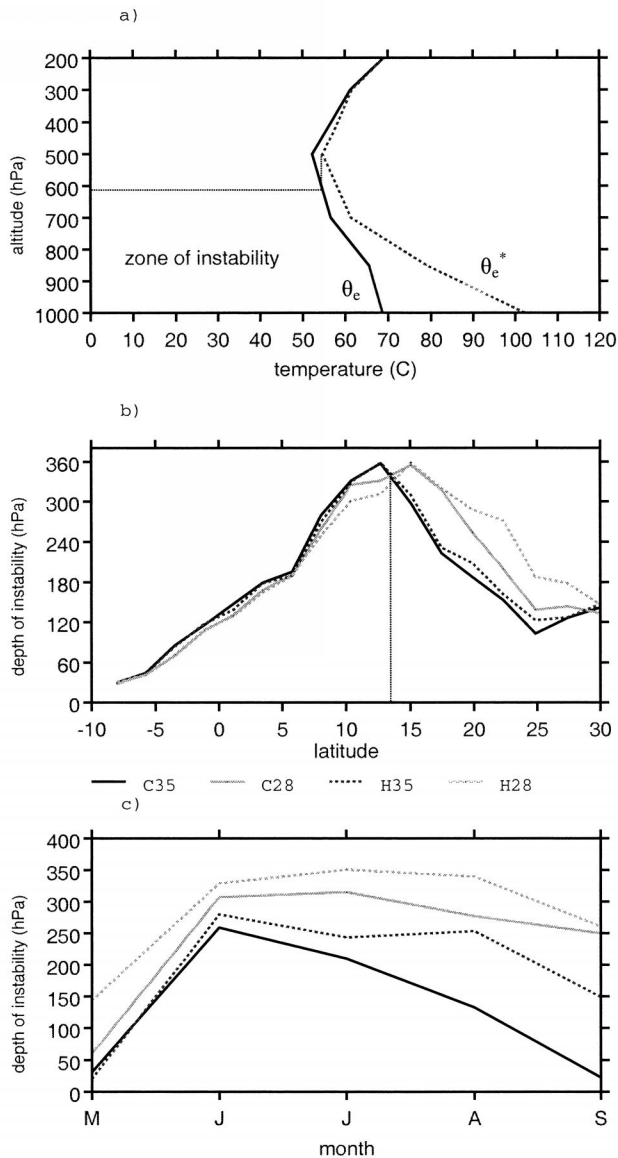 a)
200
300
400
500
600
700
800
900
1000
altitude (hPa)
zone of instability
θe
θe*
0 10 20 30 40 50 60 70 80 90 100 110 120
temperature (C)
b)
360
300
240
180
120
60
0
depth of instability (hPa)
-10 -5 0 5 10 15 20 25 30
latitude
C35 C28 H35 H28
c)
400
350
300
250
200
150
100
50
0
depth of instability (hPa)
M J J A S
month